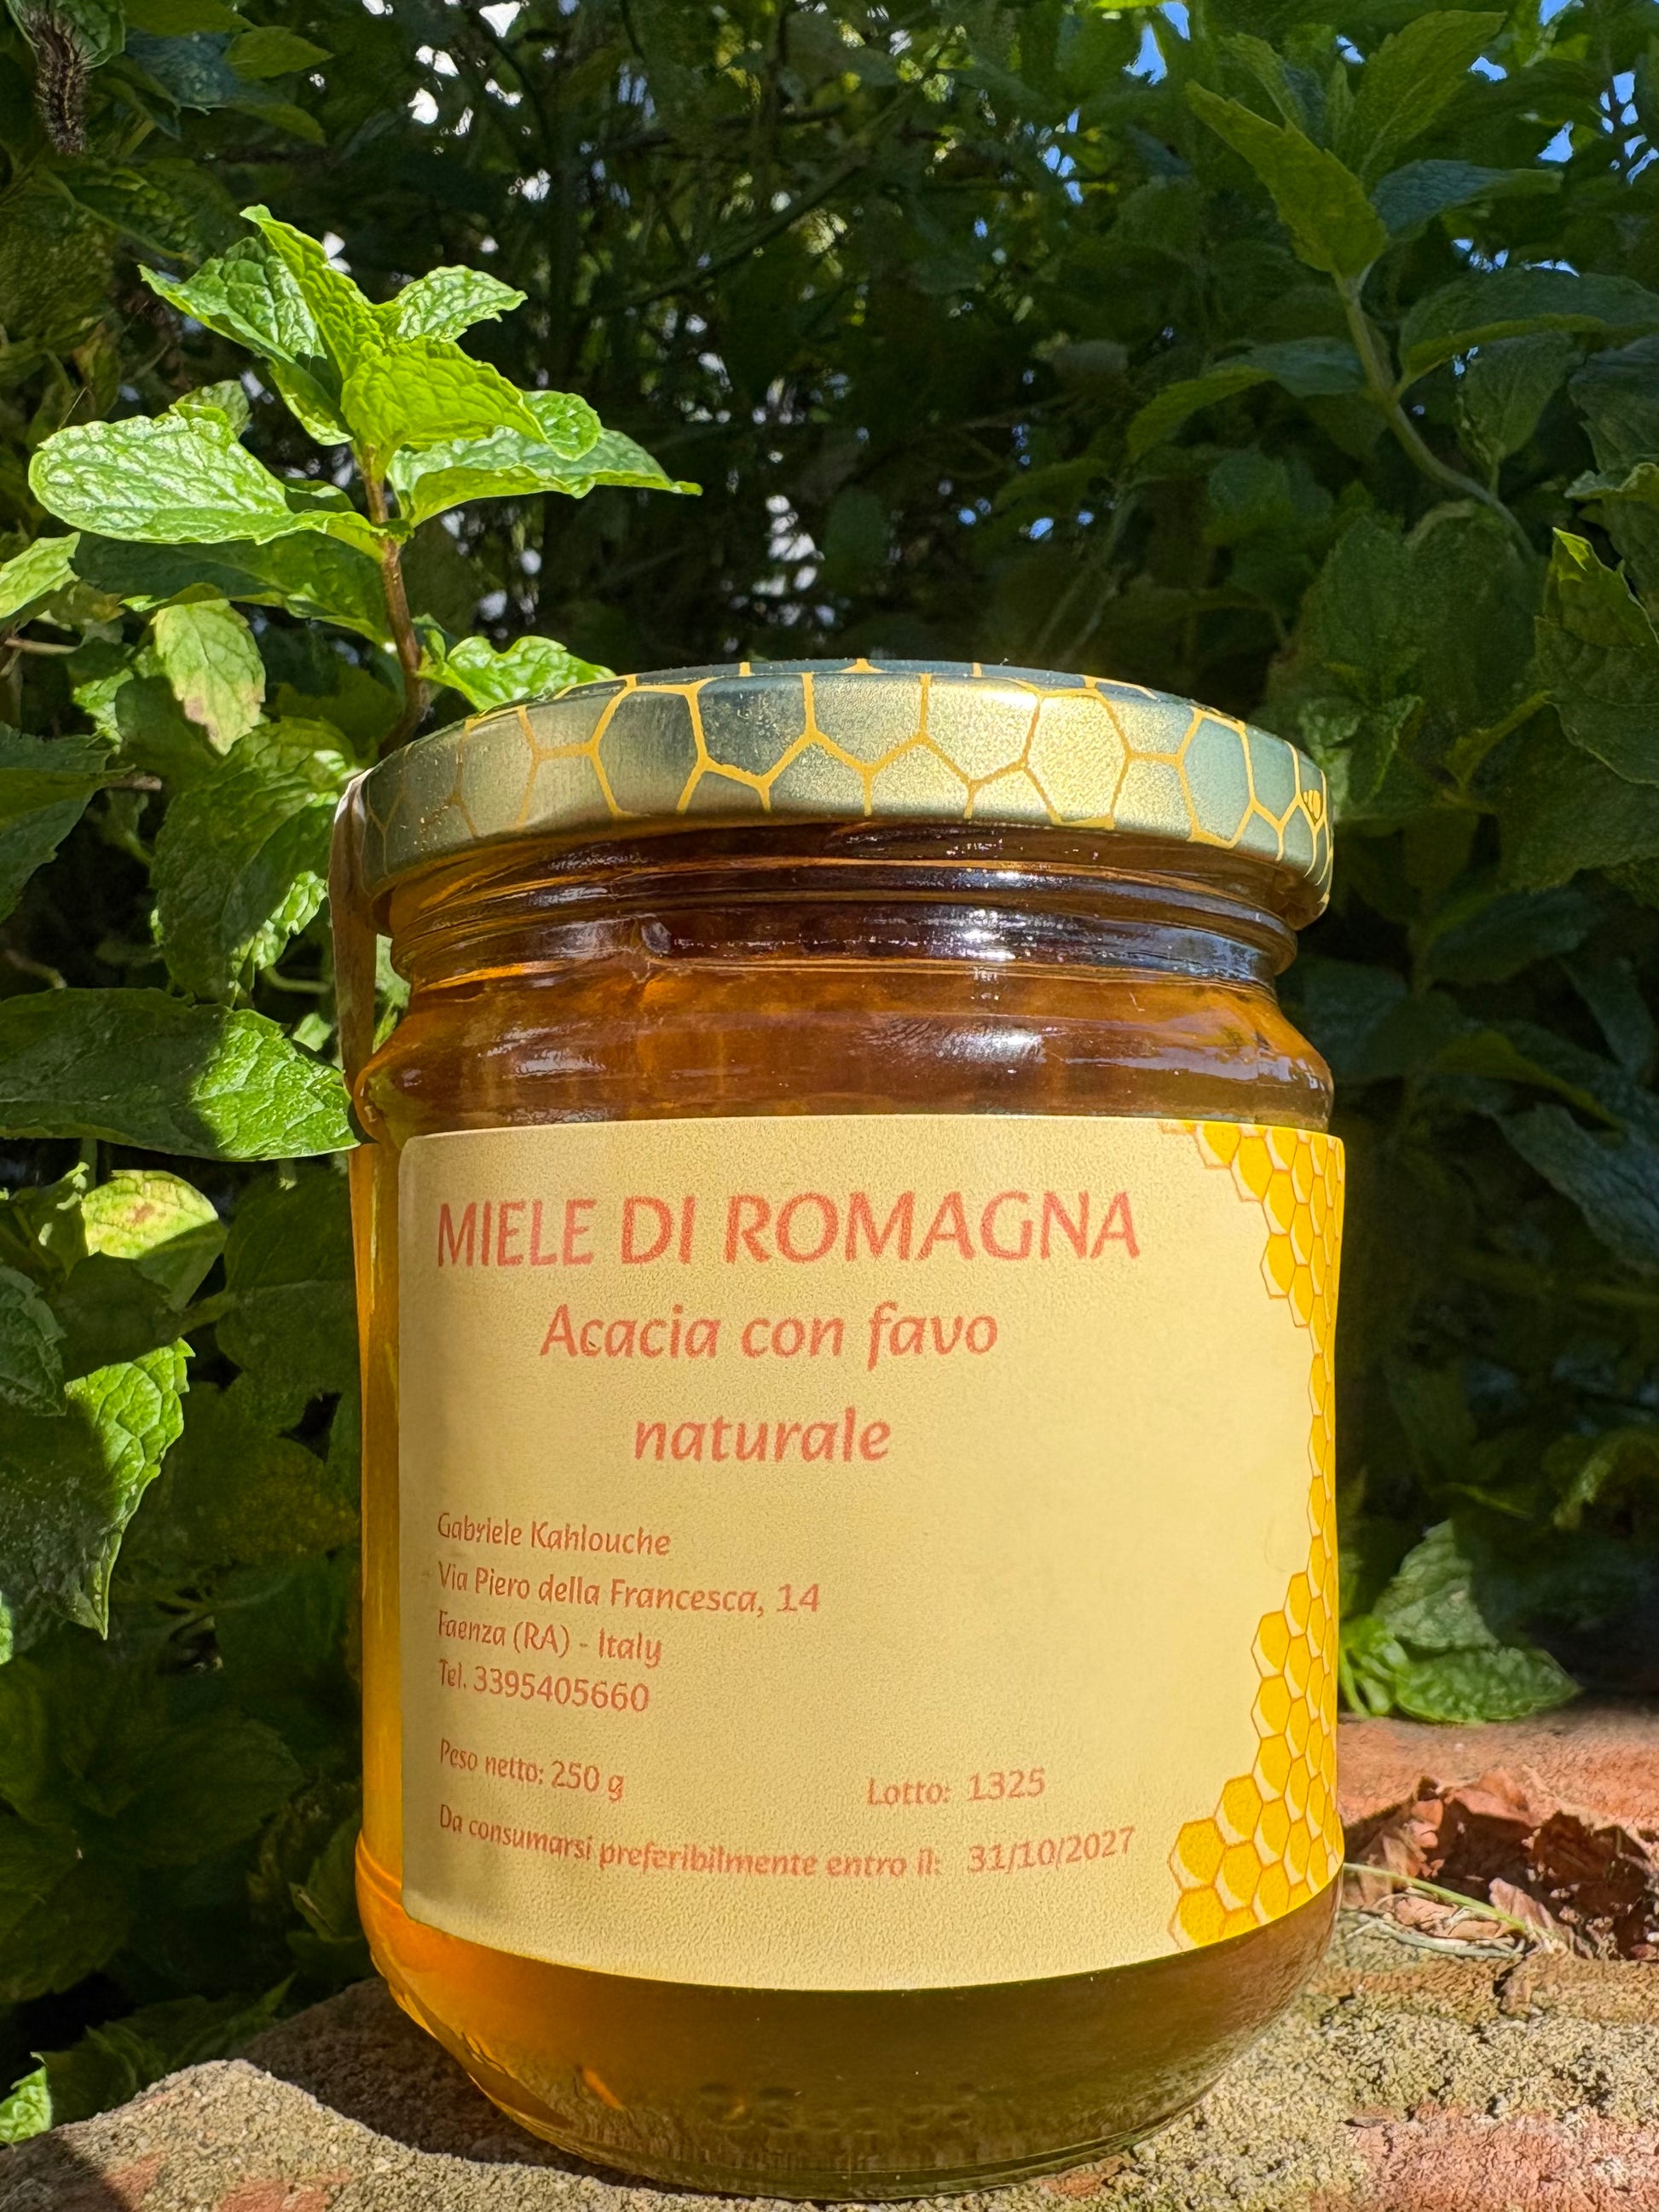 MIELE DI ROMAGNA
Acacia con favo
naturale
Gabriele Kahlouche
Via Piero della Francesca, 14
Faenza (RA) - Italy
Tel. 3395405660
Peso netto: 250 g Lotto: 1325
Da consumarsi preferibilmente entro il: 31/10/2027